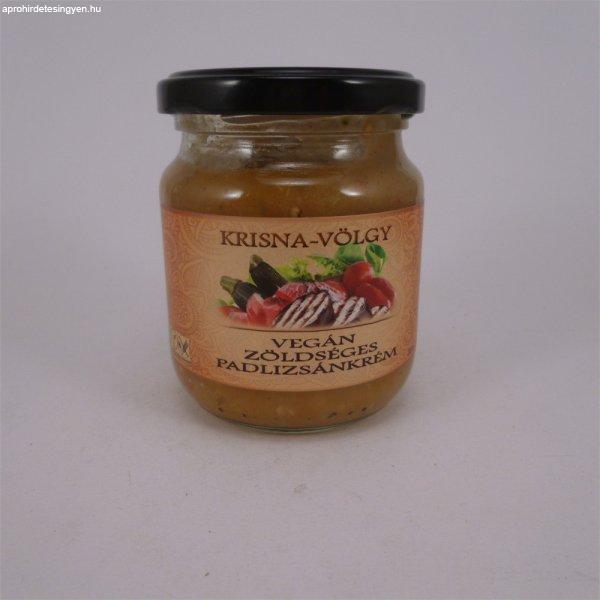 aprohirdetesingyen.hu
KRISNA-VÖLGY
VEGÁN
ZÖLDSÉGES
PADLIZSÁNKRÉM